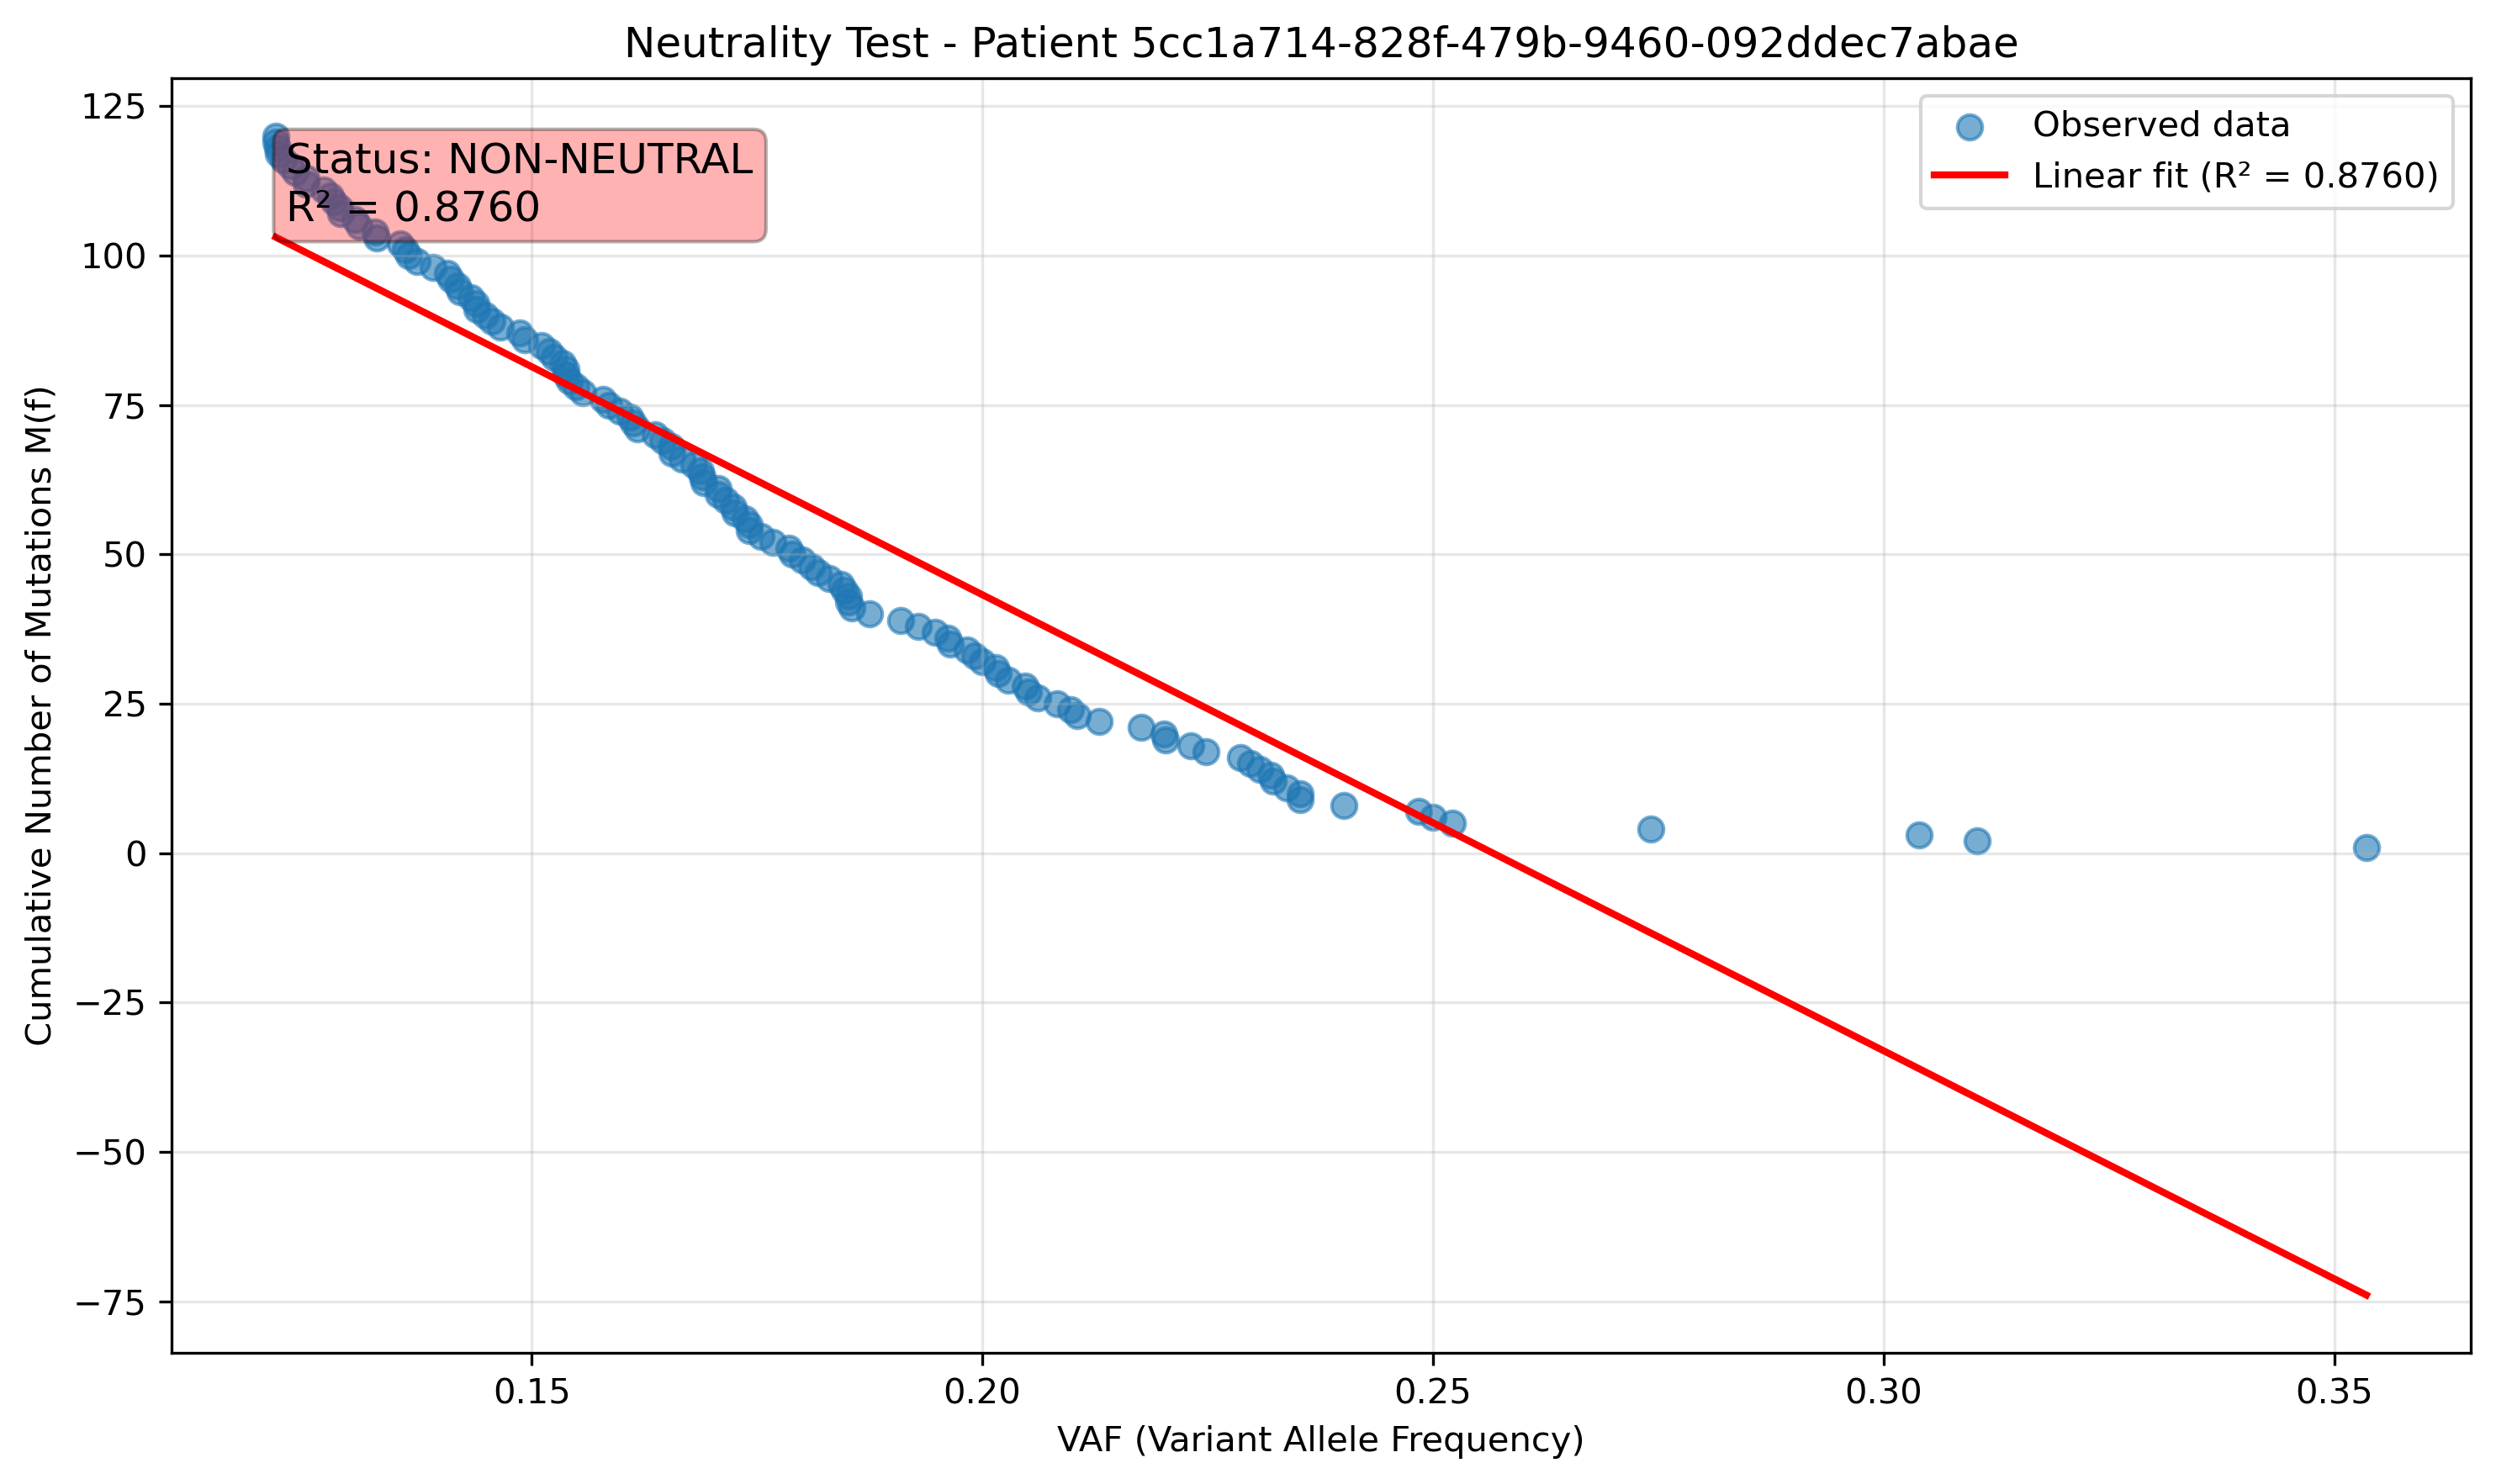 Neutrality Test - Patient 5cc1a714-828f-479b-9460-092ddec7abae
Observed data
Linear fit (R² = 0.8760)
Status: NON-NEUTRAL
R² = 0.8760
Cumulative Number of Mutations M(f)
125
100
75
50
25
0
−25
−50
−75
0.15
0.20
0.25
0.30
0.35
VAF (Variant Allele Frequency)